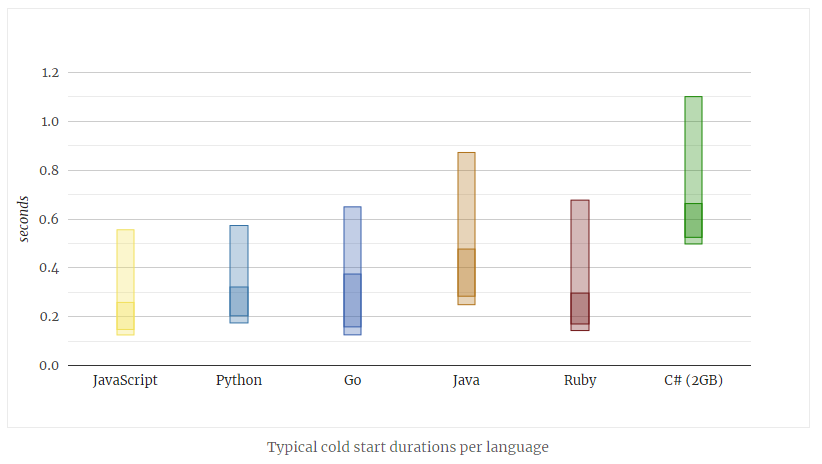 1.2
1.0
0.8
seconds
0.6
0.4
0.2
0.0
JavaScript Python Go Java Ruby C# (2GB)
Typical cold start durations per language